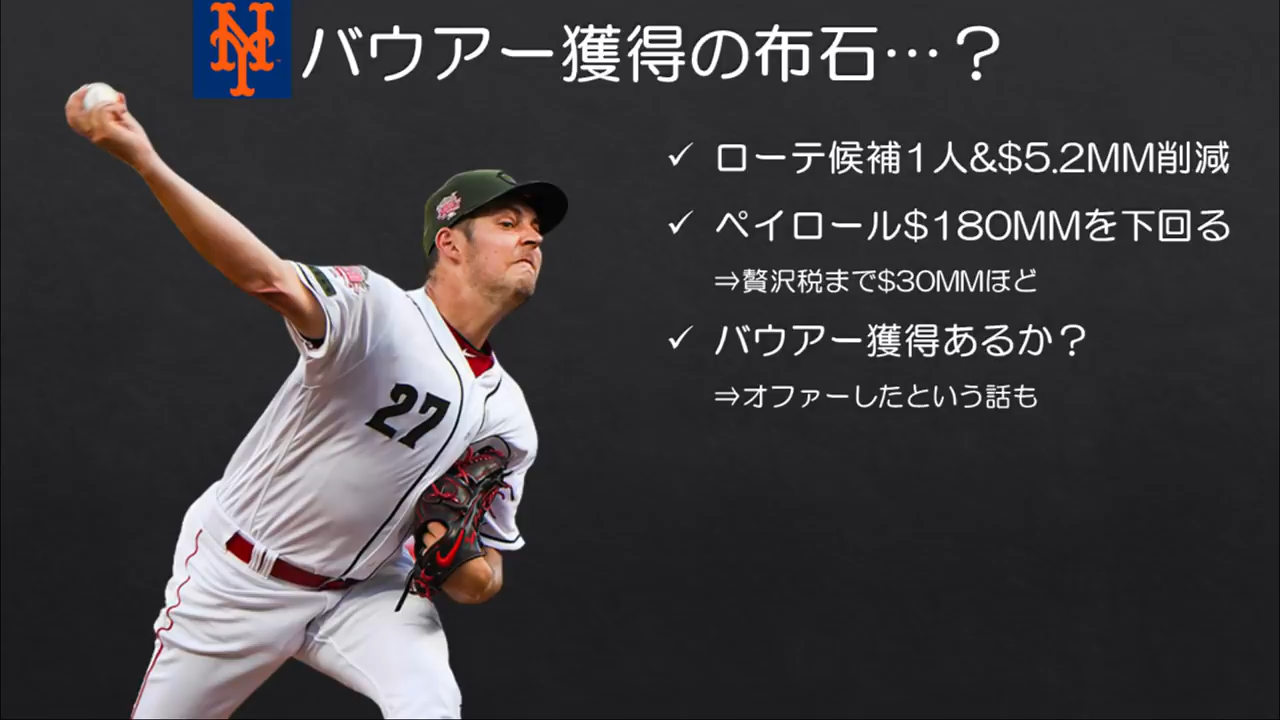 NY バウアー獲得の布石…？
✓ ローテ候補1人&$5.2MM削減
✓ ペイロール$180MMを下回る
⇒贅沢税まで$30MMほど
✓ バウアー獲得あるか？
⇒オファーしたという話も
27